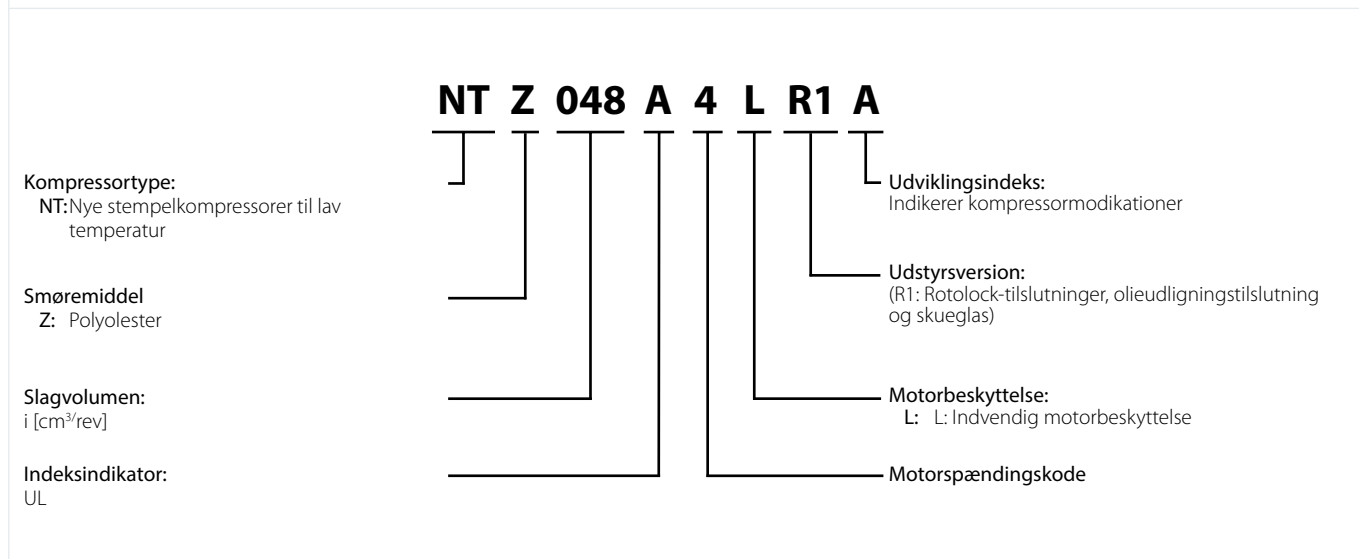 NT Z 048 A 4 L R1 A
Kompressortype:
NT: Nye stempelkompressorer til lav
temperatur
Smøremiddel
Z: Polyolester
Slagvolumen:
i [cm³/rev]
Indeksindikator:
UL
Udviklingsindeks:
Indikerer kompressormodikationer
Udstyrsversion:
(R1: Rotolock-tilslutninger, olieudligningstilslutning
og skueglas)
Motorbeskyttelse:
L: L: Indvendig motorbeskyttelse
Motorspændingskode